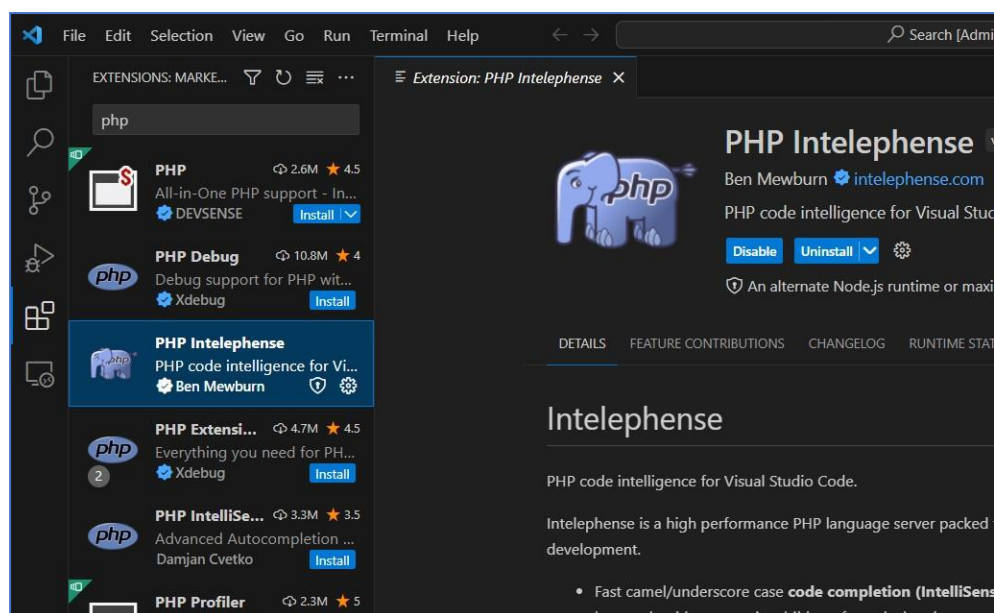 File Edit Selection View Go Run Terminal Help
Search [Admi
EXTENSIONS: MARKE...
Extension: PHP Intelephense
php
PHP 2.6M 4.5
All-in-One PHP support - In...
DEVSENSE Install
PHP Debug 10.8M 4
Debug support for PHP wit...
Xdebug Install
PHP Intelephense
PHP code intelligence for Vi...
Ben Mewburn
php
PHP Extensi... 4.7M 4.5
Everything you need for PH...
2 Xdebug Install
php
PHP IntelliSe... 3.3M 3.5
Advanced Autocompletion ...
Damjan Cvetko Install
php
PHP Profiler 2.3M 5
php
PHP Intelephense
Ben Mewburn intelephense.com
PHP code intelligence for Visual Stud
Disable Uninstall
An alternate Node.js runtime or maxi
DETAILS FEATURE CONTRIBUTIONS CHANGELOG RUNTIME STAT
Intelephense
PHP code intelligence for Visual Studio Code.
Intelephense is a high performance PHP language server packed
development.
Fast camel/underscore case code completion (IntelliSens